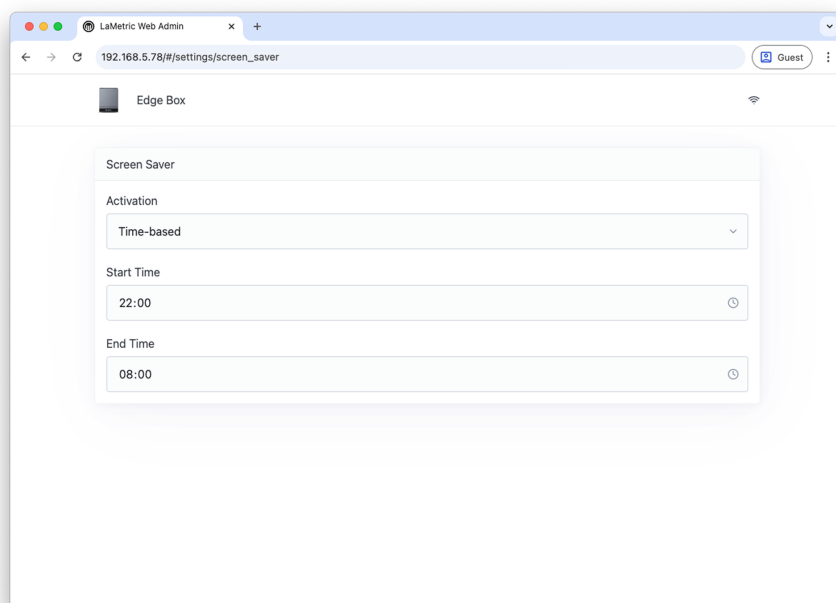 LaMetric Web Admin
192.168.5.78/#/settings/screen_saver
Guest
Edge Box
Screen Saver
Activation
Time-based
Start Time
22:00
End Time
08:00